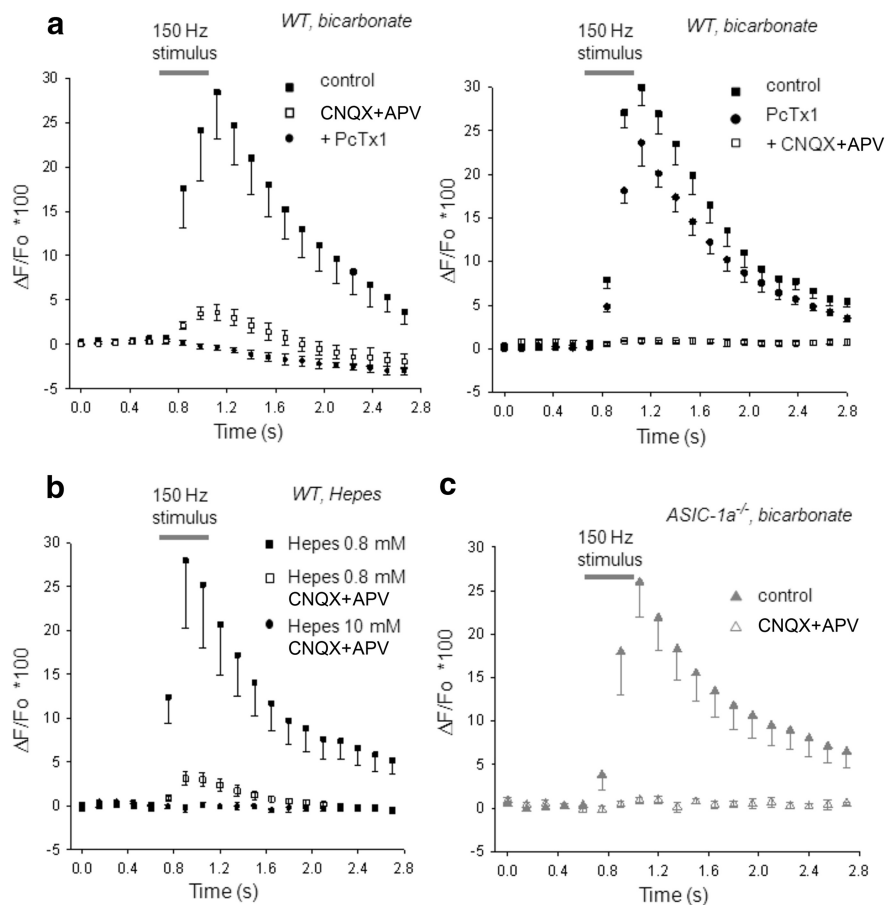 a
WT, bicarbonate
150 Hz
stimulus
control
CNQX+APV
+ PcTx1
ΔF/Fo *100
30
25
20
15
10
5
0
-5
0.0 0.4 0.8 1.2 1.6 2.0 2.4 2.8
Time (s)
WT, bicarbonate
150 Hz
stimulus
control
PcTx1
+ CNQX+APV
ΔF/Fo *100
30
25
20
15
10
5
0
-5
0.0 0.4 0.8 1.2 1.6 2.0 2.4 2.8
Time (s)
b
WT, Hepes
150 Hz
stimulus
Hepes 0.8 mM
Hepes 0.8 mM
CNQX+APV
Hepes 10 mM
CNQX+APV
ΔF/Fo *100
30
25
20
15
10
5
0
-5
0.0 0.4 0.8 1.2 1.6 2.0 2.4 2.8
Time (s)
c
ASIC-1a-/-, bicarbonate
150 Hz
stimulus
control
CNQX+APV
ΔF/Fo *100
30
25
20
15
10
5
0
-5
0.0 0.4 0.8 1.2 1.6 2.0 2.4 2.8
Time (s)